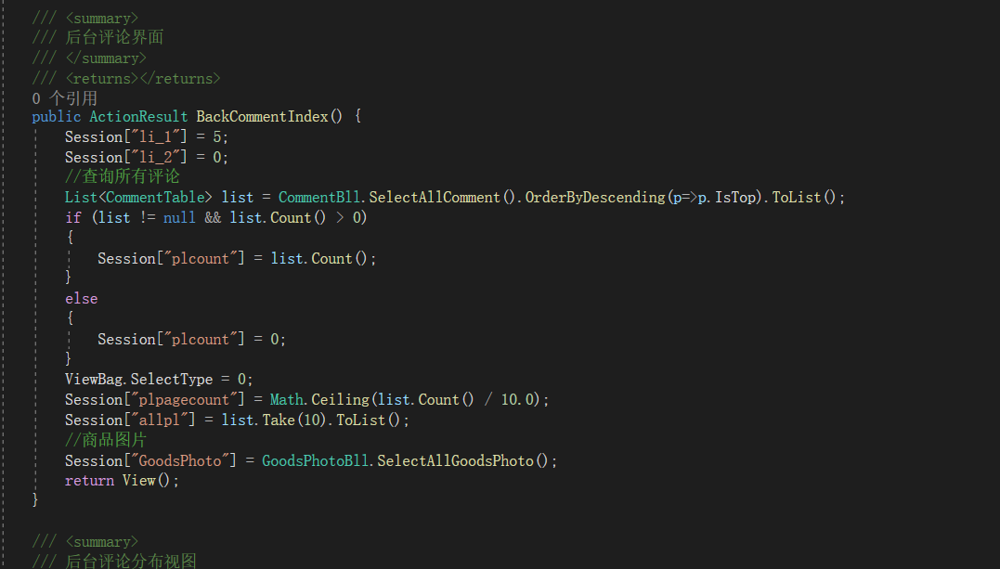 /// <summary>
/// 后台评论界面
/// </summary>
/// <returns></returns>
0 个引用
public ActionResult BackCommentIndex() {
Session["li_1"] = 5;
Session["li_2"] = 0;
//查询所有评论
List<CommentTable> list = CommentBll.SelectAllComment().OrderByDescending(p=>p.IsTop).ToList();
if (list != null && list.Count() > 0)
{
Session["plcount"] = list.Count();
}
else
{
Session["plcount"] = 0;
}
ViewBag.SelectType = 0;
Session["plpagecount"] = Math.Ceiling(list.Count() / 10.0);
Session["allpl"] = list.Take(10).ToList();
//商品图片
Session["GoodsPhoto"] = GoodsPhotoBll.SelectAllGoodsPhoto();
return View();
}
/// <summary>
/// 后台评论分布视图